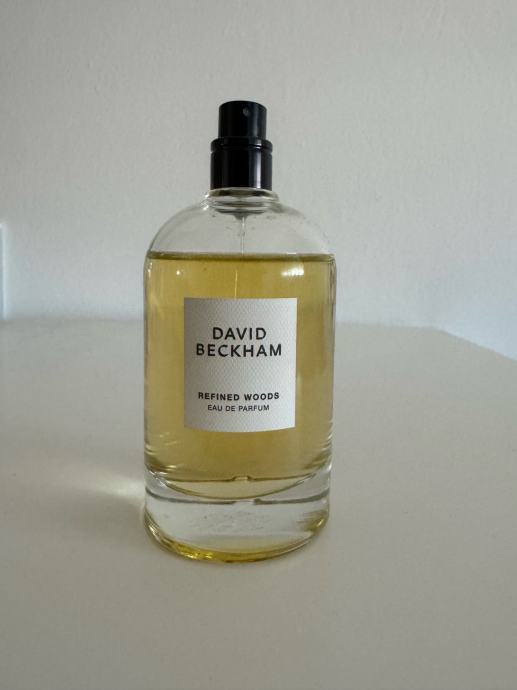 DAVID
BECKHAM
REFINED WOODS
EAU DE PARFUM